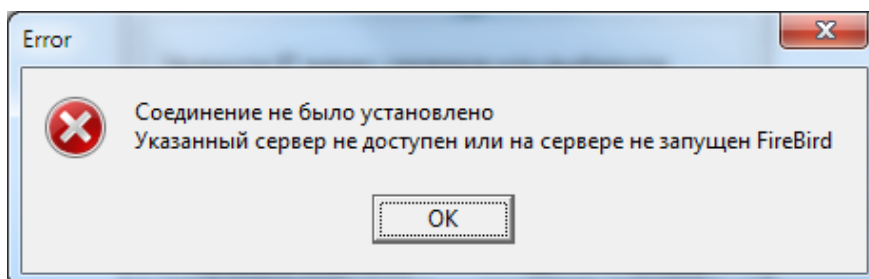 Error
Соединение не было установлено
Указанный сервер не доступен или на сервере не запущен FireBird
OK